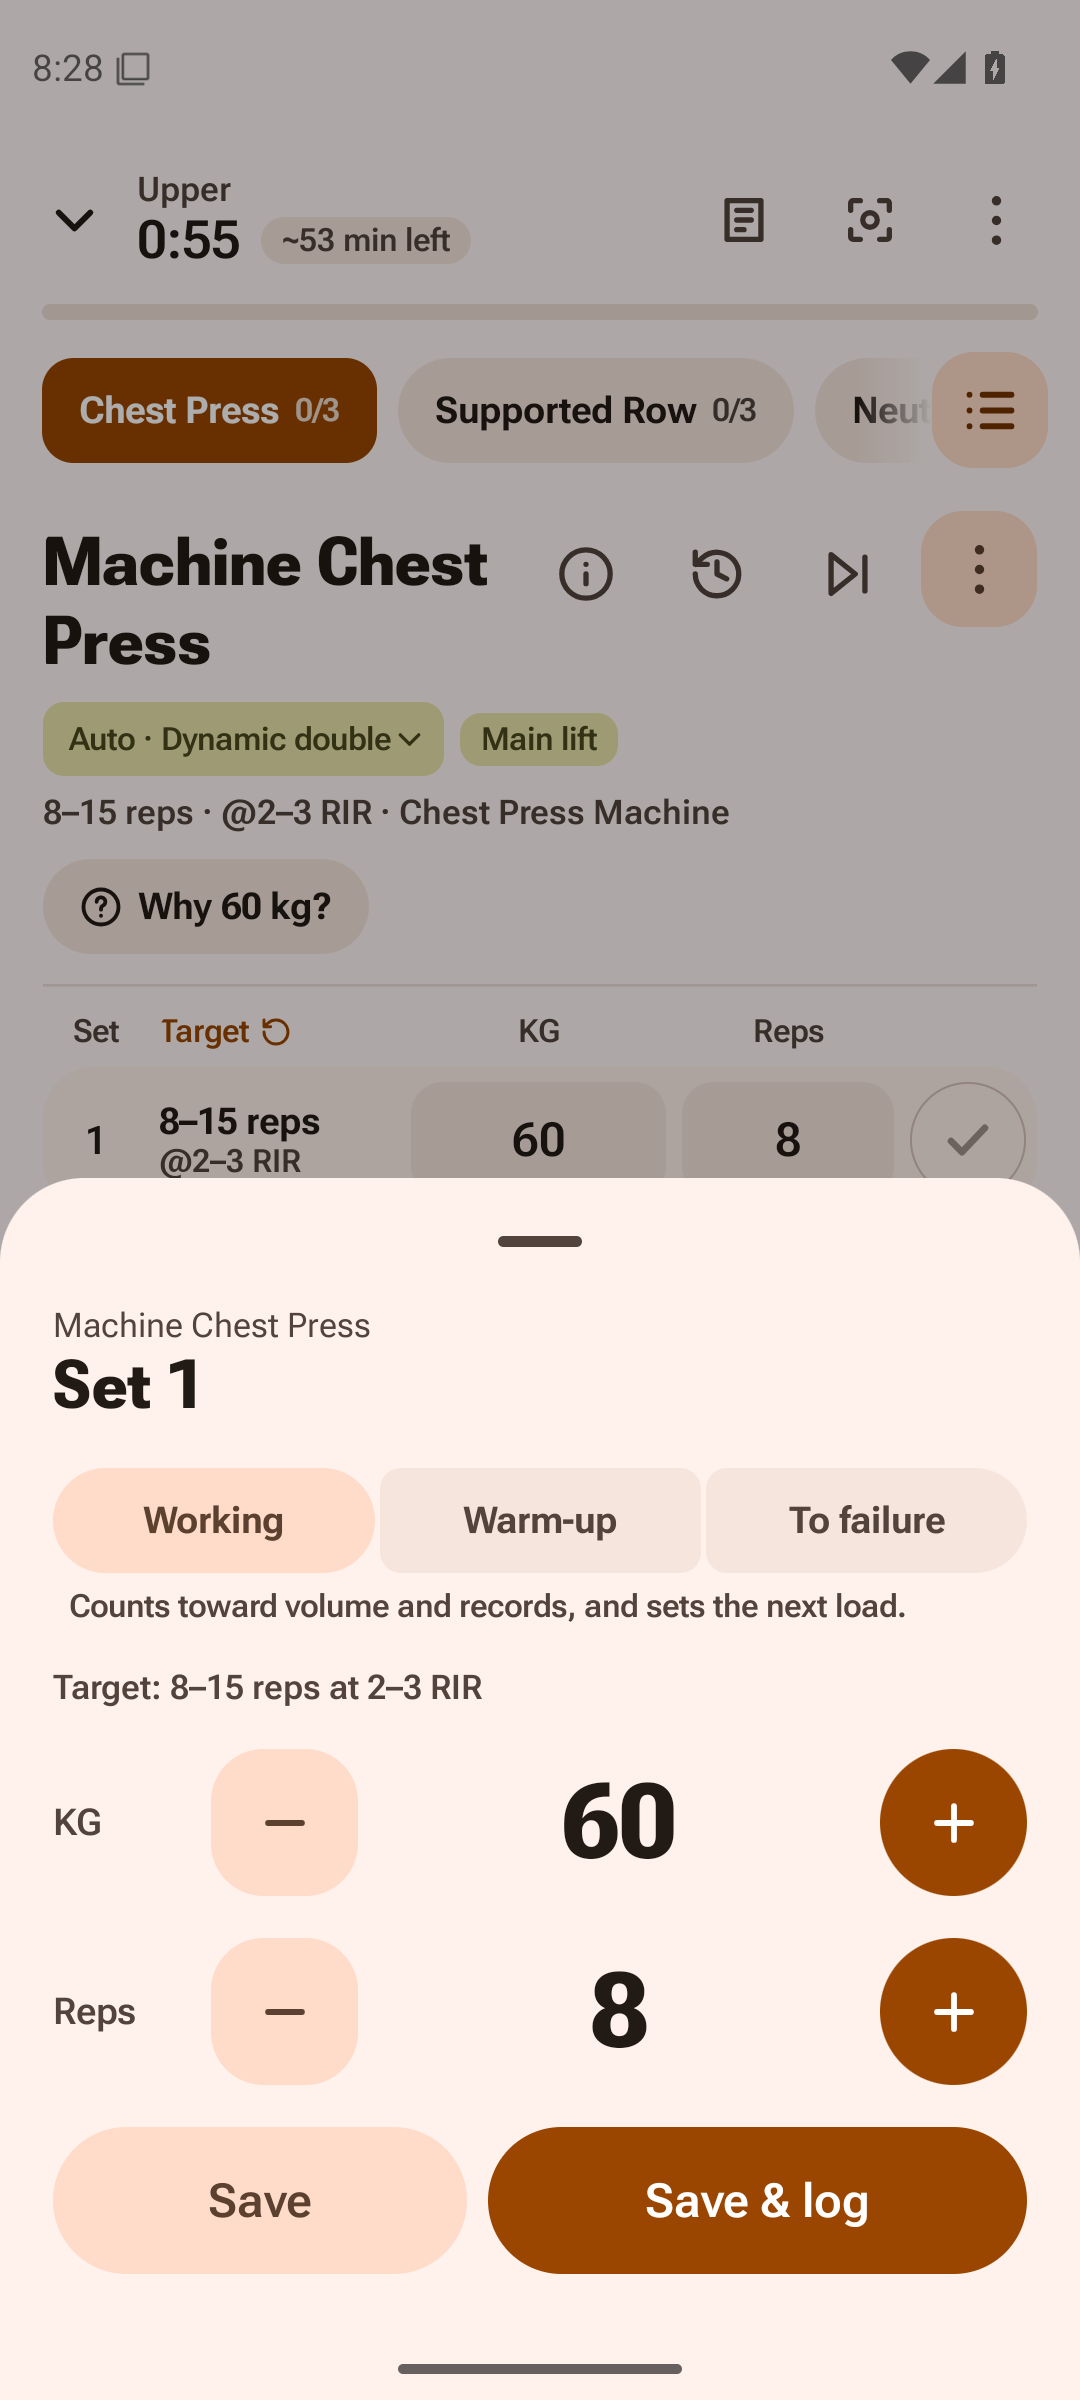 8:28
Upper
0:55 ~53 min left
Chest Press 0/3 Supported Row 0/3 Neut
Machine Chest
Press
Auto · Dynamic double Main lift
8–15 reps · @2–3 RIR · Chest Press Machine
Why 60 kg?
Set Target KG Reps
1 8–15 reps 60 8
@2–3 RIR
Machine Chest Press
Set 1
Working Warm-up To failure
Counts toward volume and records, and sets the next load.
Target: 8–15 reps at 2–3 RIR
KG 60
Reps 8
Save Save & log